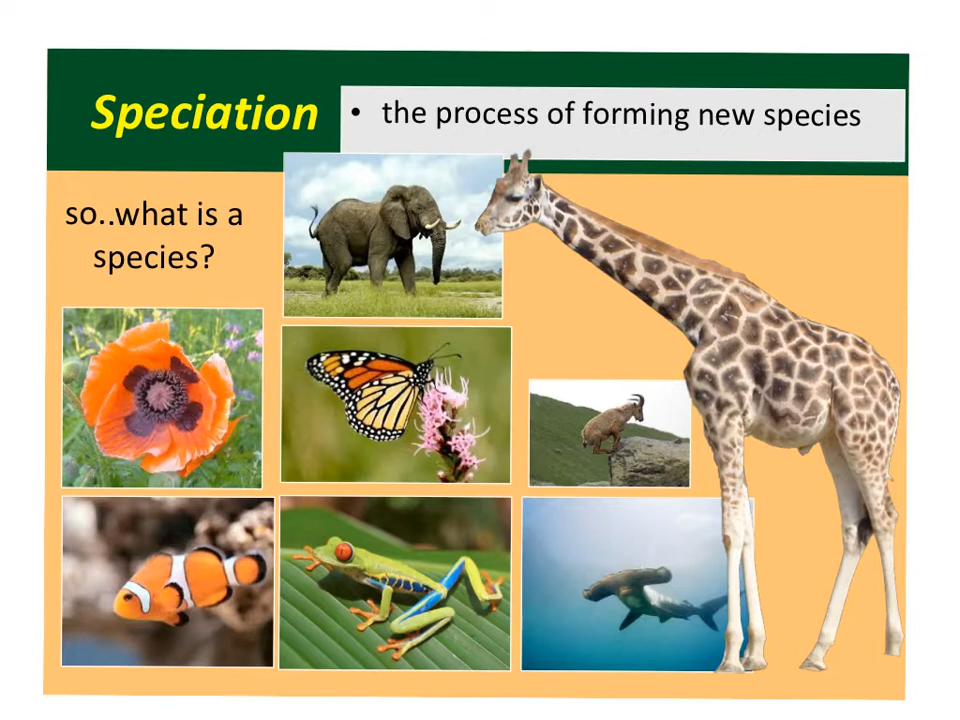 Speciation
• the process of forming new species
so..what is a
species?